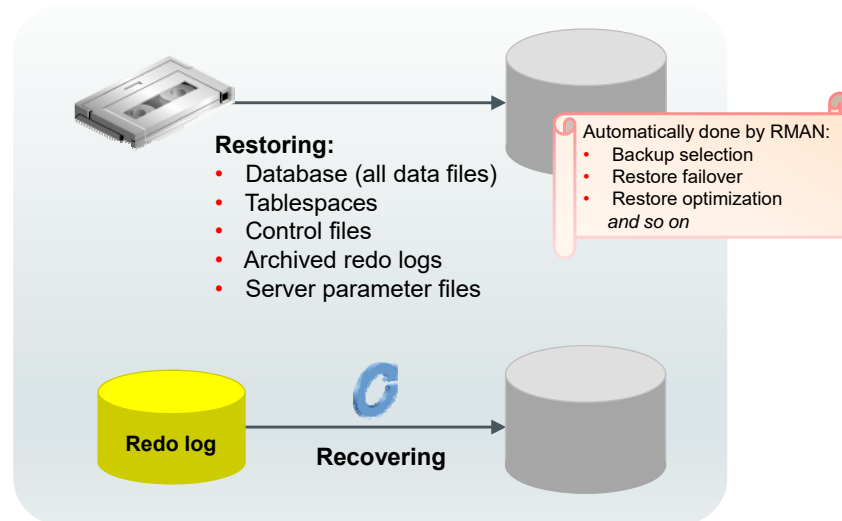 Automatically done by RMAN:
• Backup selection
• Restore failover
• Restore optimization
and so on
Restoring:
• Database (all data files)
• Tablespaces
• Control files
• Archived redo logs
• Server parameter files
Redo log
Recovering